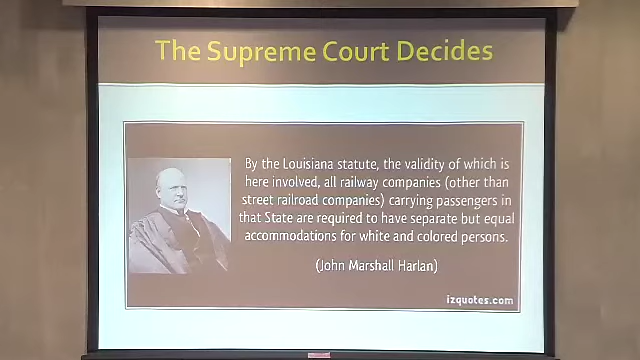 The Supreme Court Decides
By the Louisiana statute, the validity of which is
here involved, all railway companies (other than
street railroad companies) carrying passengers in
that State are required to have separate but equal
accommodations for white and colored persons.
(John Marshall Harlan)
izquotes.com